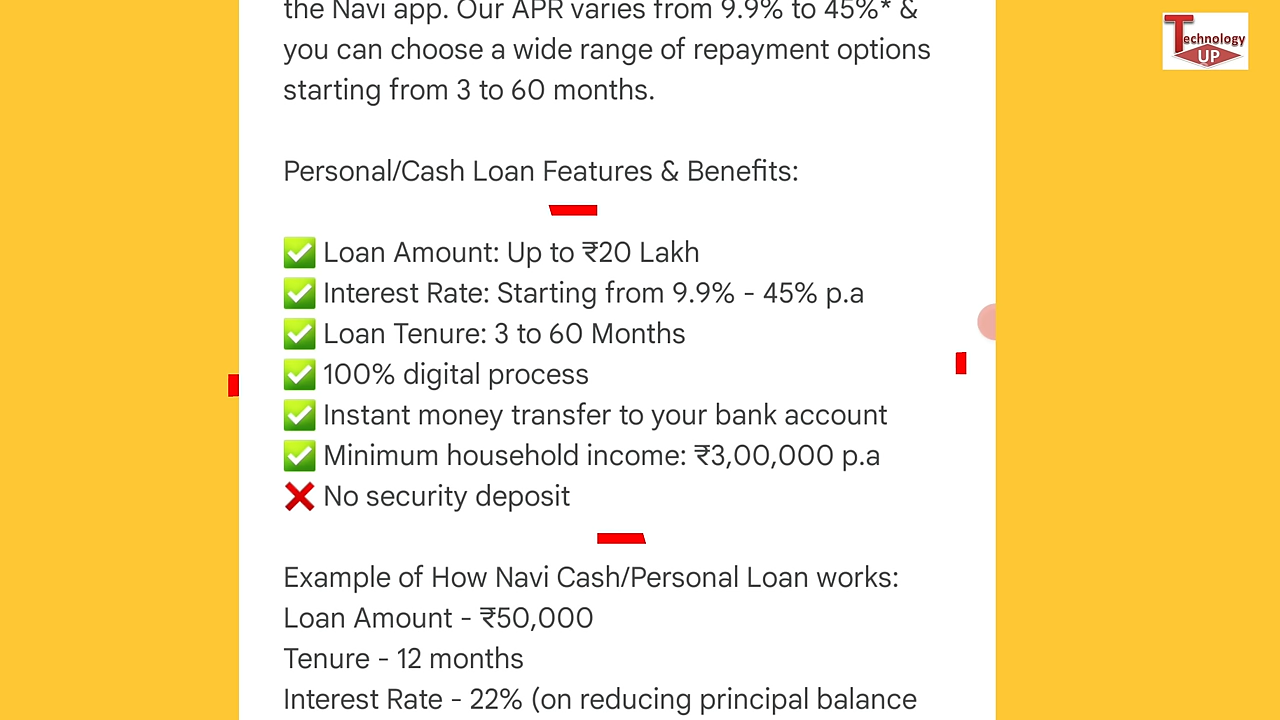 the Navi app. Our APR varies from 9.9% to 45%* &
you can choose a wide range of repayment options
starting from 3 to 60 months.
Personal/Cash Loan Features & Benefits:
✅ Loan Amount: Up to ₹20 Lakh
✅ Interest Rate: Starting from 9.9% - 45% p.a
✅ Loan Tenure: 3 to 60 Months
✅ 100% digital process
✅ Instant money transfer to your bank account
✅ Minimum household income: ₹3,00,000 p.a
❌ No security deposit
Example of How Navi Cash/Personal Loan works:
Loan Amount - ₹50,000
Tenure - 12 months
Interest Rate - 22% (on reducing principal balance
Technology
UP